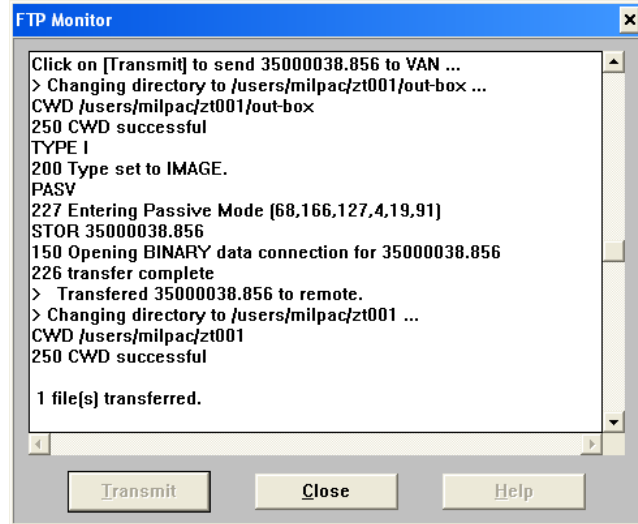 FTP Monitor
Click on [Transmit] to send 35000038.856 to VAN ...
> Changing directory to /users/milpac/zt001/out-box ...
CWD /users/milpac/zt001/out-box
250 CWD successful
TYPE I
200 Type set to IMAGE.
PASV
227 Entering Passive Mode (68,166,127,4,19,91)
STOR 35000038.856
150 Opening BINARY data connection for 35000038.856
226 transfer complete
>   Transfered 35000038.856 to remote.
> Changing directory to /users/milpac/zt001 ...
CWD /users/milpac/zt001
250 CWD successful
1 file(s) transferred.
Transmit Close Help